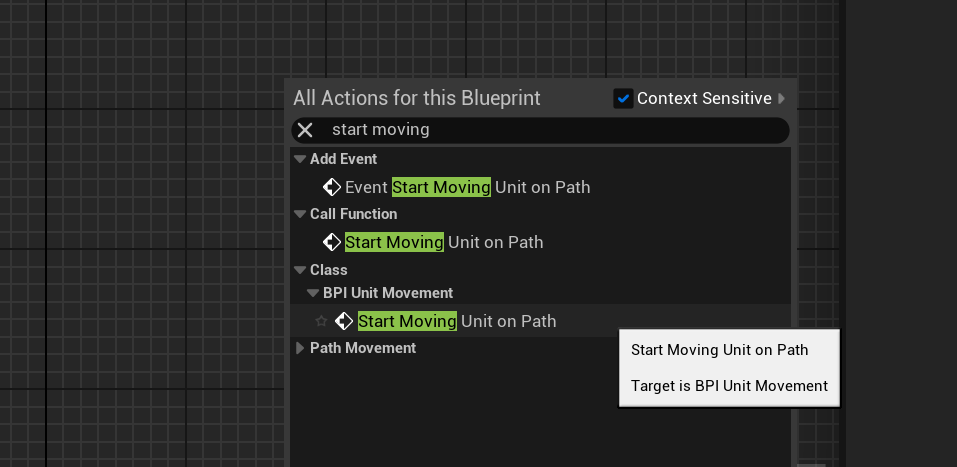 All Actions for this Blueprint
Context Sensitive
start moving
Add Event
Event Start Moving Unit on Path
Call Function
Start Moving Unit on Path
Class
BPI Unit Movement
Start Moving Unit on Path
Path Movement
Start Moving Unit on Path
Target is BPI Unit Movement